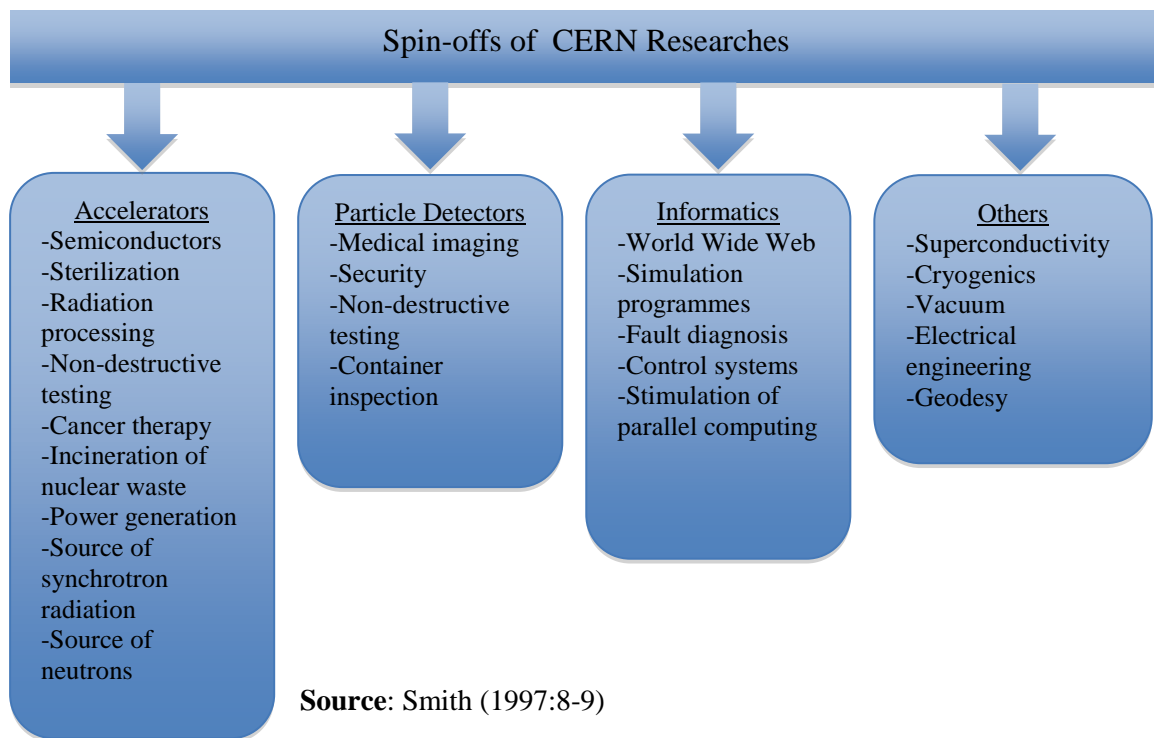 Spin-offs of CERN Researches
Accelerators
-Semiconductors
-Sterilization
-Radiation
processing
-Non-destructive
testing
-Cancer therapy
-Incineration of
nuclear waste
-Power generation
-Source of
synchrotron
radiation
-Source of
neutrons
Particle Detectors
-Medical imaging
-Security
-Non-destructive
testing
-Container
inspection
Informatics
-World Wide Web
-Simulation
programmes
-Fault diagnosis
-Control systems
-Stimulation of
parallel computing
Others
-Superconductivity
-Cryogenics
-Vacuum
-Electrical
engineering
-Geodesy
Source: Smith (1997:8-9)